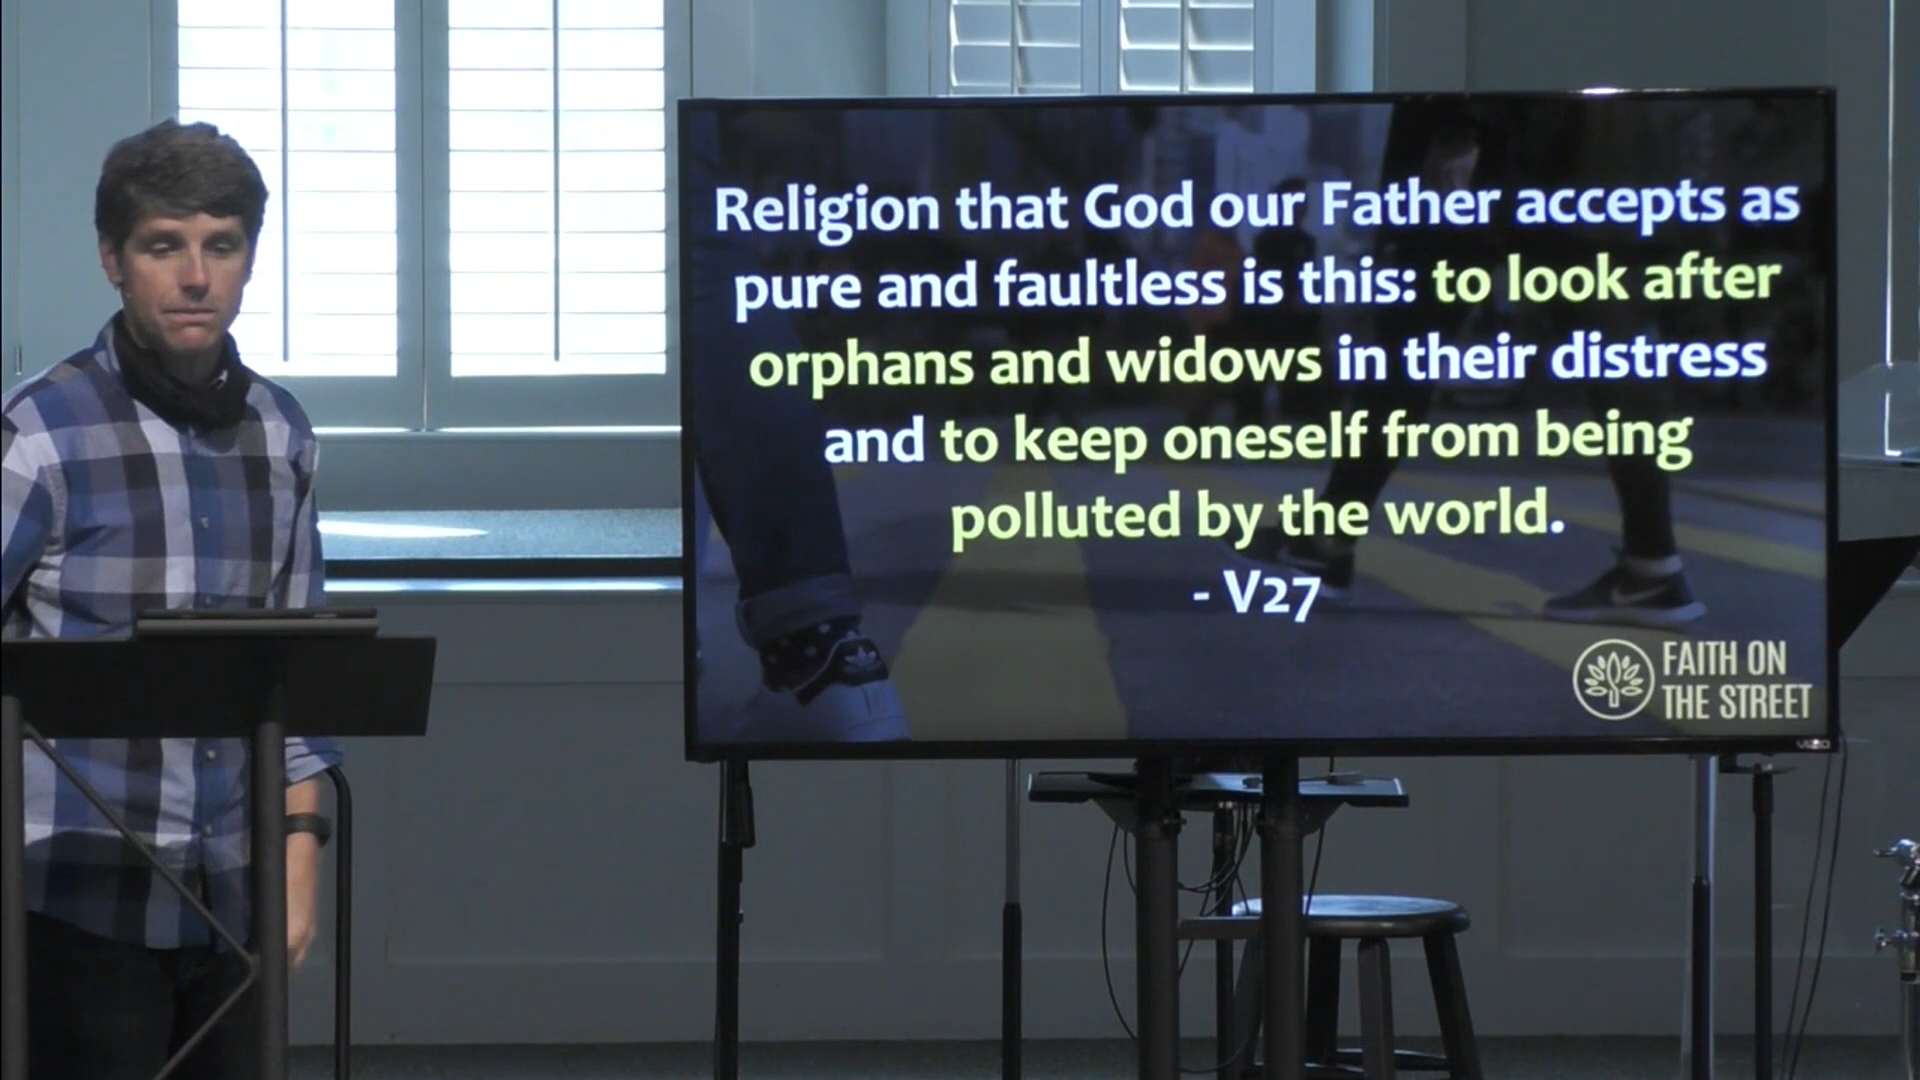 Religion that God our Father accepts as
pure and faultless is this: to look after
orphans and widows in their distress
and to keep oneself from being
polluted by the world.
- V27
FAITH ON
THE STREET
VIZIO